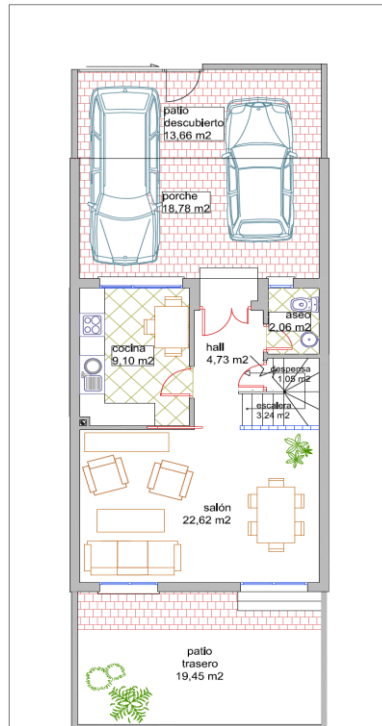 patio
descubierto
13,66 m2
porche
18,78 m2
aseo
2,06 m2
cocina
9,10 m2
hall
4,73 m2
despensa
1,05 m2
escalera
3,24 m2
salón
22,62 m2
patio
trasero
19,45 m2